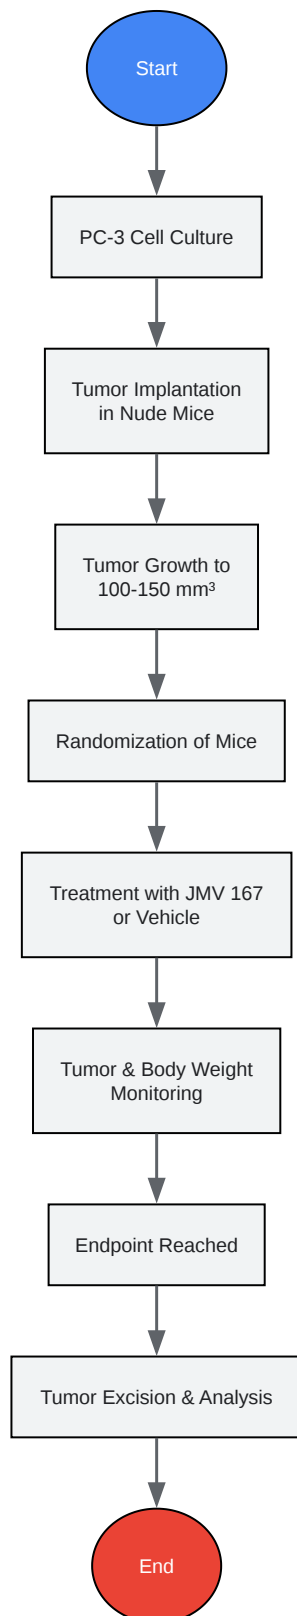 Start
PC-3 Cell Culture
Tumor Implantation
in Nude Mice
Tumor Growth to
100-150 mm³
Randomization of Mice
Treatment with JMV 167
or Vehicle
Tumor & Body Weight
Monitoring
Endpoint Reached
Tumor Excision & Analysis
End